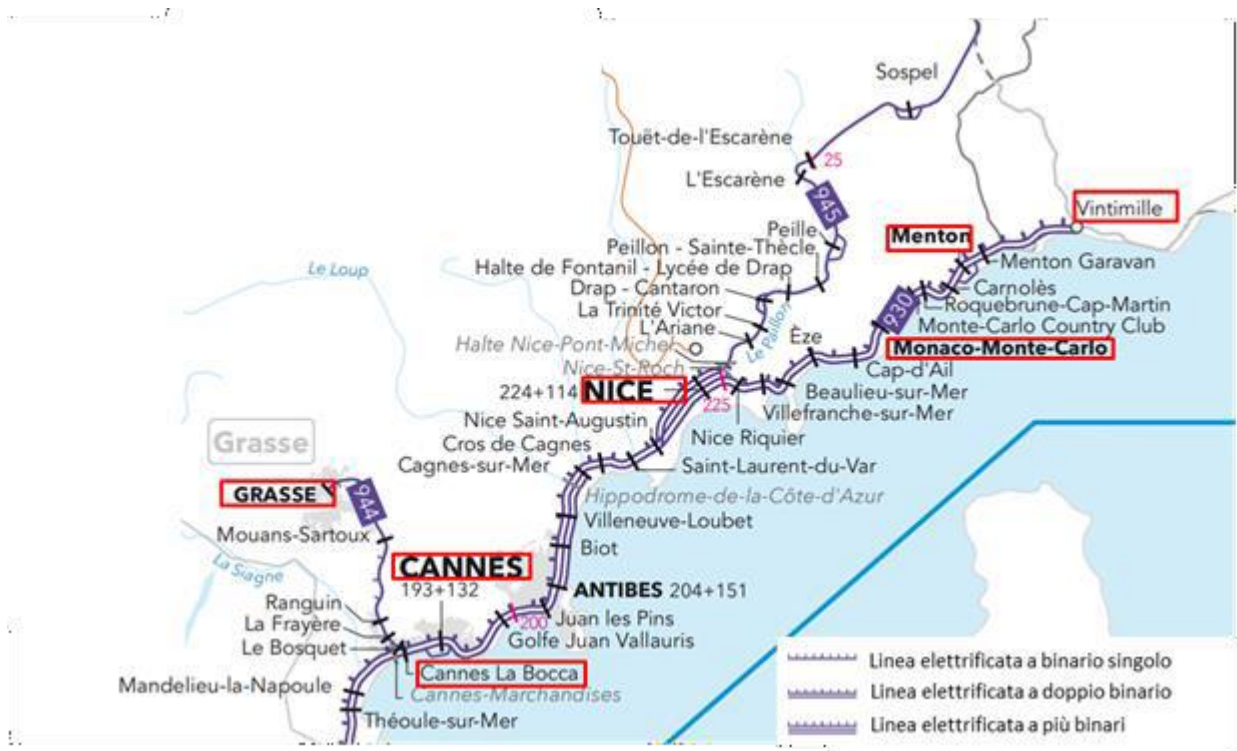 Sospel
Touët-de-l'Escarène
25
L'Escarène
945
Vintimille
Peille
Menton
Peillon - Sainte-Thècle
Menton Garavan
Le Loup
Halte de Fontanil - Lycée de Drap
Carnolès
Drap - Cantaron
930
Roquebrune-Cap-Martin
La Trinité Victor
Le Paillon
L'Ariane
Èze
Monte-Carlo Country Club
Halte Nice-Pont-Michel
Monaco-Monte-Carlo
Nice-St-Roch
Cap-d'Ail
224+114 NICE
Beaulieu-sur-Mer
225
Villefranche-sur-Mer
Nice Saint-Augustin
Nice Riquier
Grasse
Cros de Cagnes
Cagnes-sur-Mer
Saint-Laurent-du-Var
GRASSE
944
Hippodrome-de-la-Côte-d'Azur
Villeneuve-Loubet
Mouans-Sartoux
Biot
La Siagne
CANNES
193+132
ANTIBES 204+151
Ranguin
Juan les Pins
200
La Frayère
Golfe Juan Vallauris
Le Bosquet
Cannes La Bocca
Mandelieu-la-Napoule
Cannes-Marchandises
Théoule-sur-Mer
Linea elettrificata a binario singolo
Linea elettrificata a doppio binario
Linea elettrificata a più binari